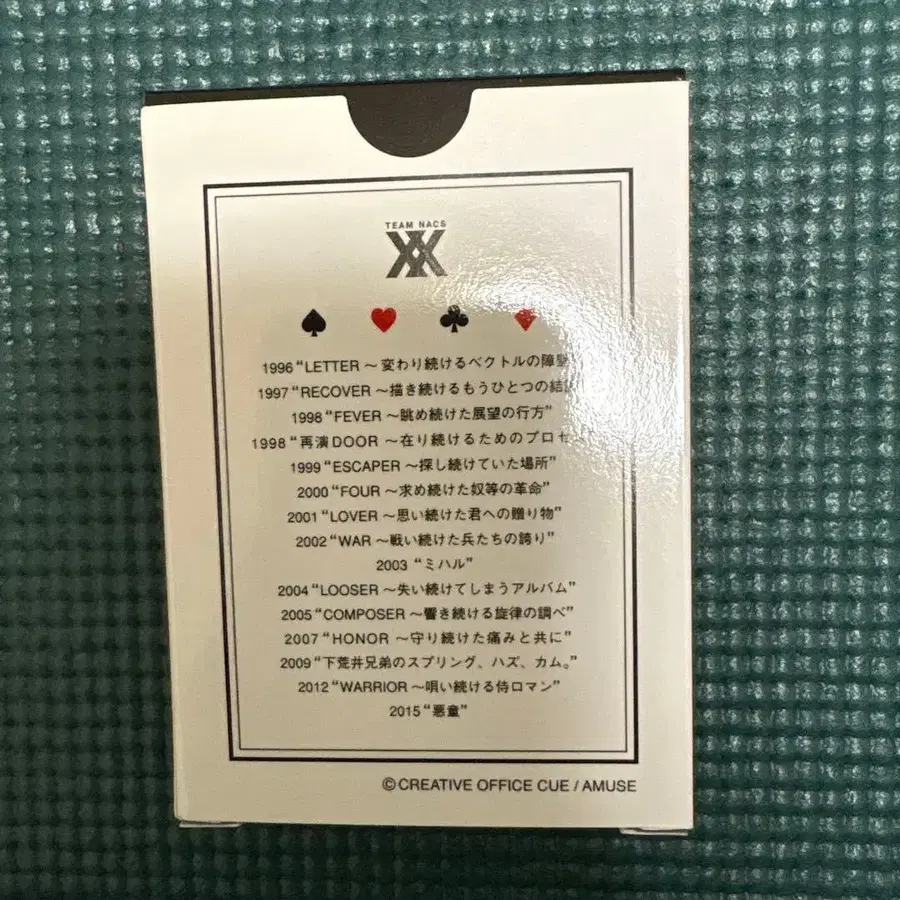 TEAM NACS
XX
1996“LETTER ～変わり続けるベクトルの障
1997“RECOVER ～描き続けるもうひとつの結
1998“FEVER ～眺め続けた展望の行方”
1998“再演DOOR ～在り続けるためのプロセ
1999“ESCAPER ～探し続けていた場所”
2000“FOUR ～求め続けた奴等の革命”
2001“LOVER ～思い続けた君への贈り物”
2002“WAR ～戦い続けた兵たちの誇り”
2003 “ミハル”
2004“LOOSER ～失い続けてしまうアルバム”
2005“COMPOSER ～響き続ける旋律の調べ”
2007“HONOR ～守り続けた痛みと共に”
2009“下荒井兄弟のスプリング、ハズ、カム。”
2012“WARRIOR ～唄い続ける侍ロマン”
2015“悪童”
©CREATIVE OFFICE CUE / AMUSE